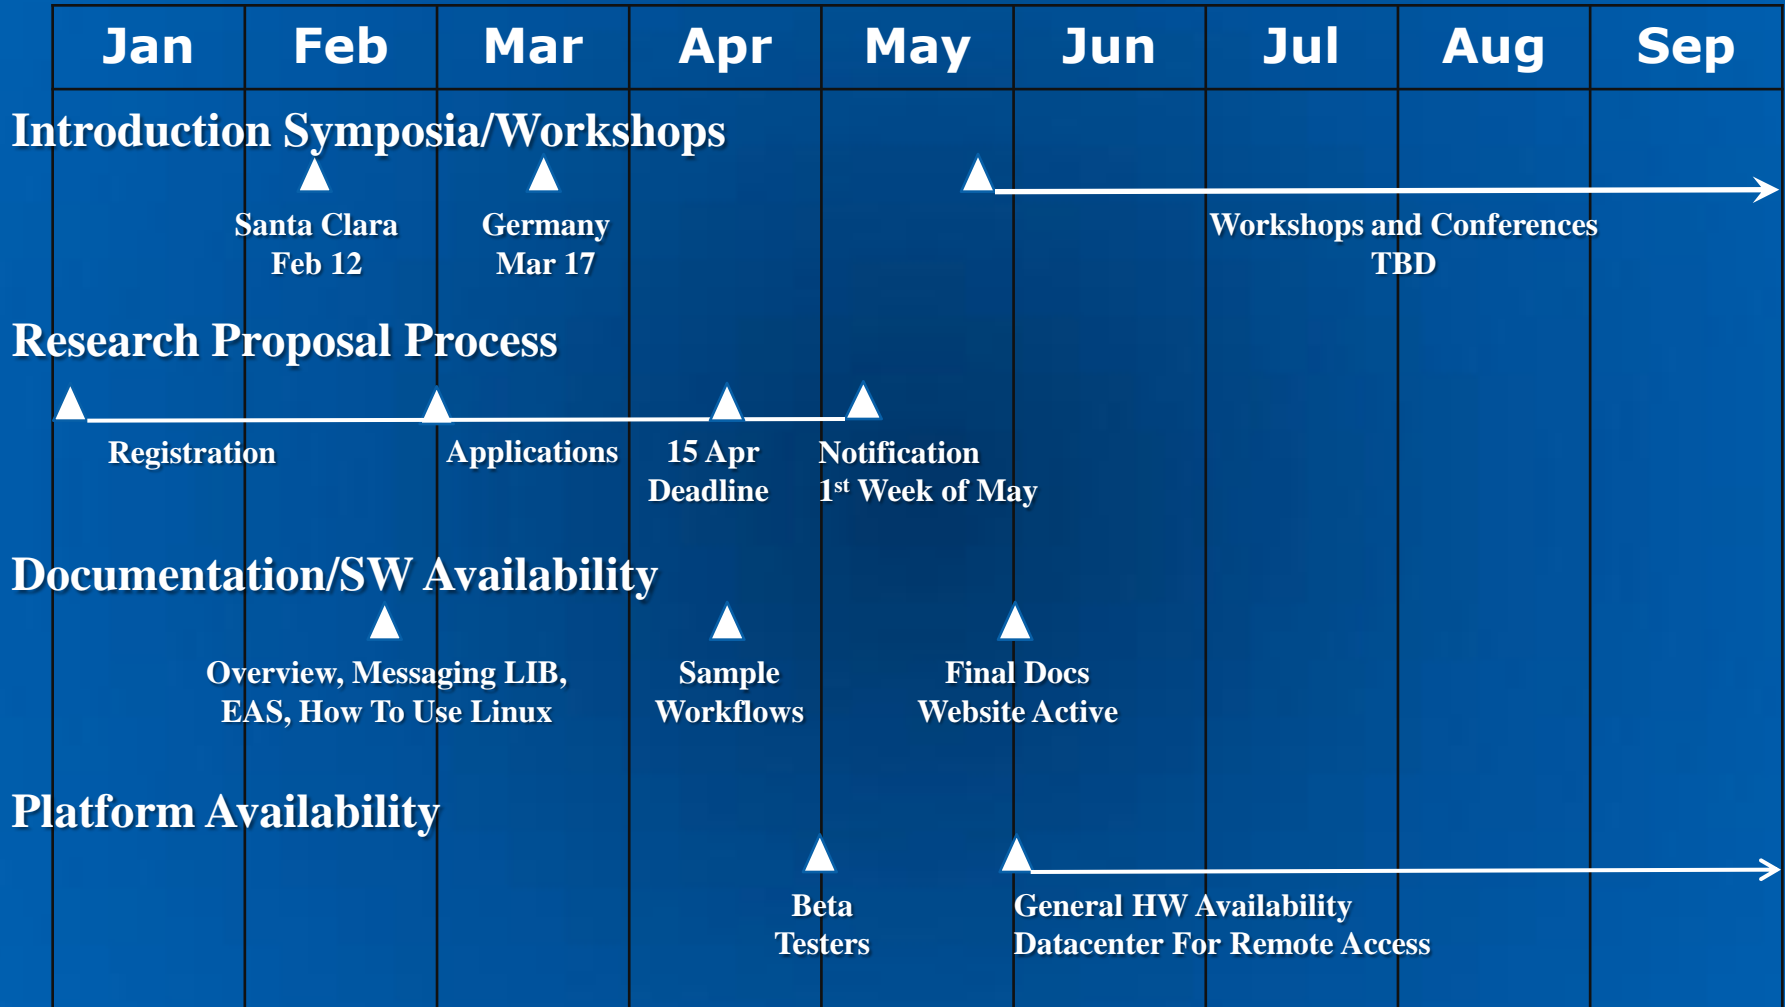 Jan Feb Mar Apr May Jun Jul Aug Sep
Introduction Symposia/Workshops
Santa Clara
Feb 12
Germany
Mar 17
Workshops and Conferences
TBD
Research Proposal Process
Registration
Applications
15 Apr
Deadline
Notification
1st Week of May
Documentation/SW Availability
Overview, Messaging LIB,
EAS, How To Use Linux
Sample
Workflows
Final Docs
Website Active
Platform Availability
Beta
Testers
General HW Availability
Datacenter For Remote Access